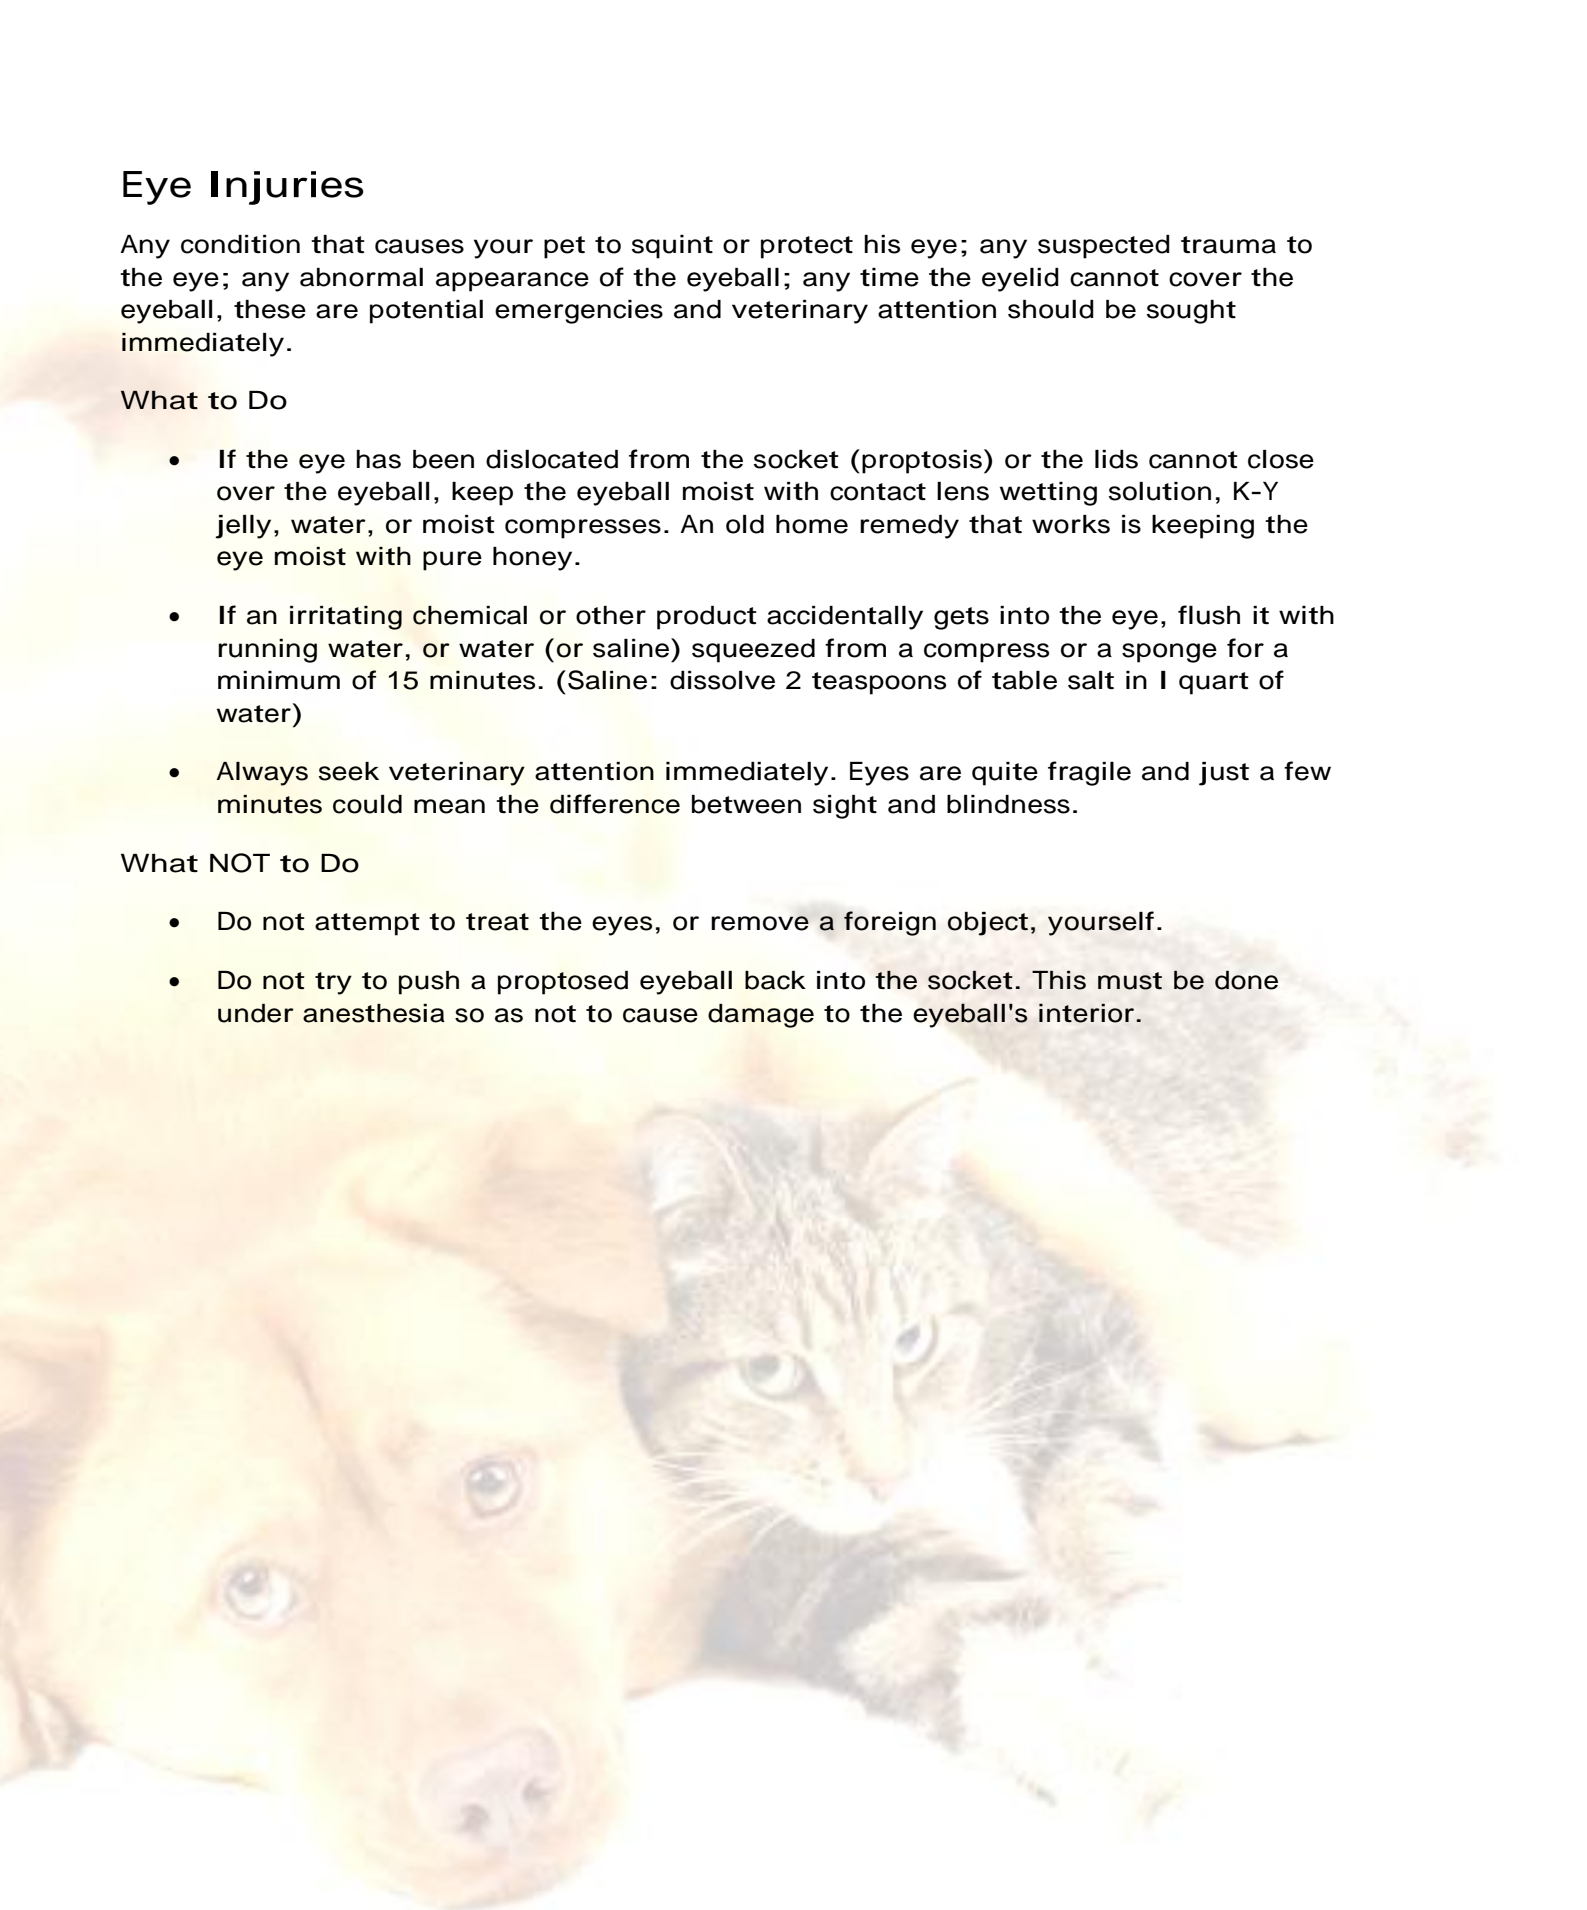 Eye Injuries
Any condition that causes your pet to squint or protect his eye; any suspected trauma to
the eye; any abnormal appearance of the eyeball; any time the eyelid cannot cover the
eyeball, these are potential emergencies and veterinary attention should be sought
immediately.
What to Do
• If the eye has been dislocated from the socket (proptosis) or the lids cannot close
over the eyeball, keep the eyeball moist with contact lens wetting solution, K-Y
jelly, water, or moist compresses. An old home remedy that works is keeping the
eye moist with pure honey.
• If an irritating chemical or other product accidentally gets into the eye, flush it with
running water, or water (or saline) squeezed from a compress or a sponge for a
minimum of 15 minutes. (Saline: dissolve 2 teaspoons of table salt in I quart of
water)
• Always seek veterinary attention immediately. Eyes are quite fragile and just a few
minutes could mean the difference between sight and blindness.
What NOT to Do
• Do not attempt to treat the eyes, or remove a foreign object, yourself.
• Do not try to push a proptosed eyeball back into the socket. This must be done
under anesthesia so as not to cause damage to the eyeball's interior.